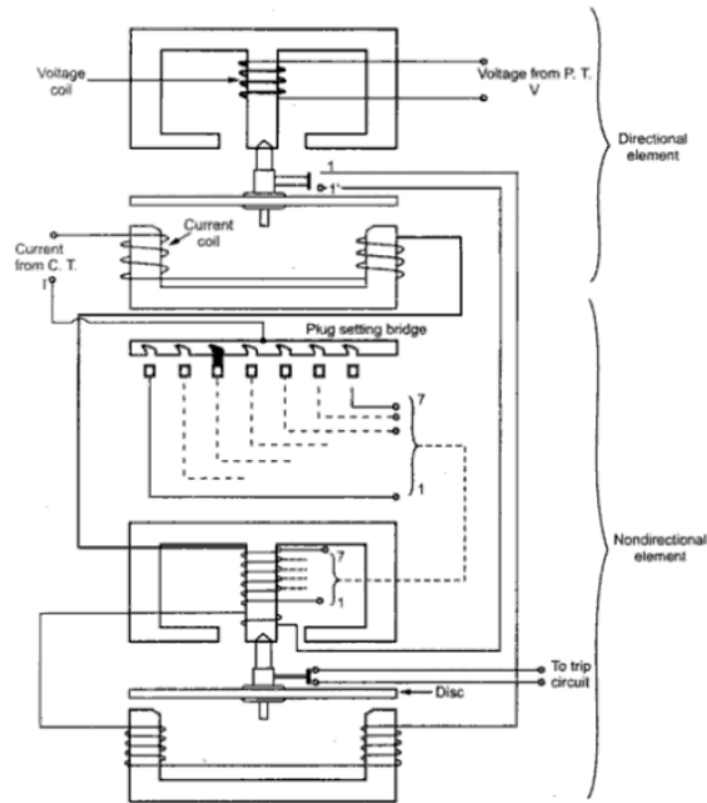 Voltage
coil
Voltage from P. T.
V
Directional
element
1
1'
Current
coil
Current
from C. T.
I
Plug setting bridge
7
1
7
1
Nondirectional
element
To trip
circuit
Disc